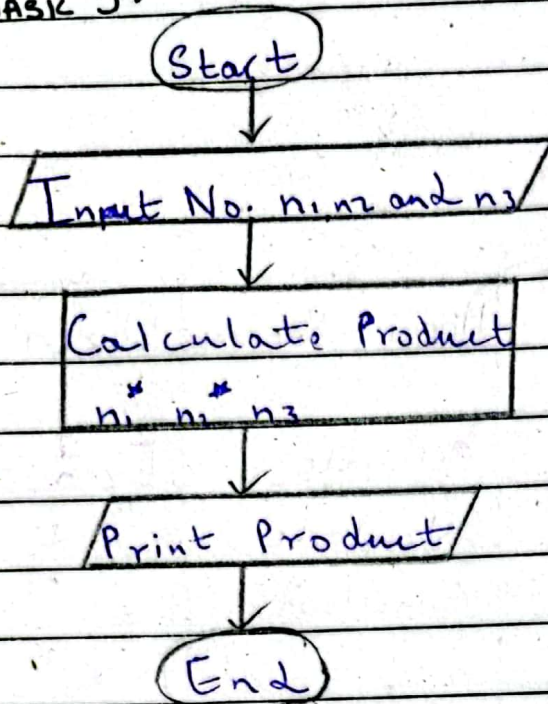 Start
Input No. n1, n2 and n3
Calculate Product
n1 * n2 * n3
Print Product
End